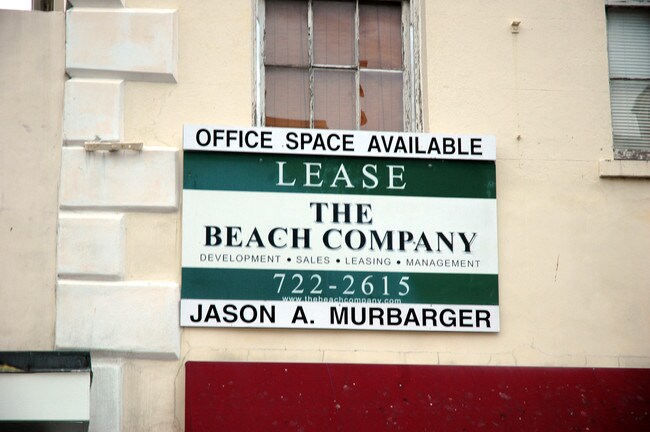 OFFICE SPACE AVAILABLE
LEASE
THE
BEACH COMPANY
DEVELOPMENT • SALES • LEASING • MANAGEMENT
722-2615
www.thebeachcompany.com
JASON A. MURBARGER